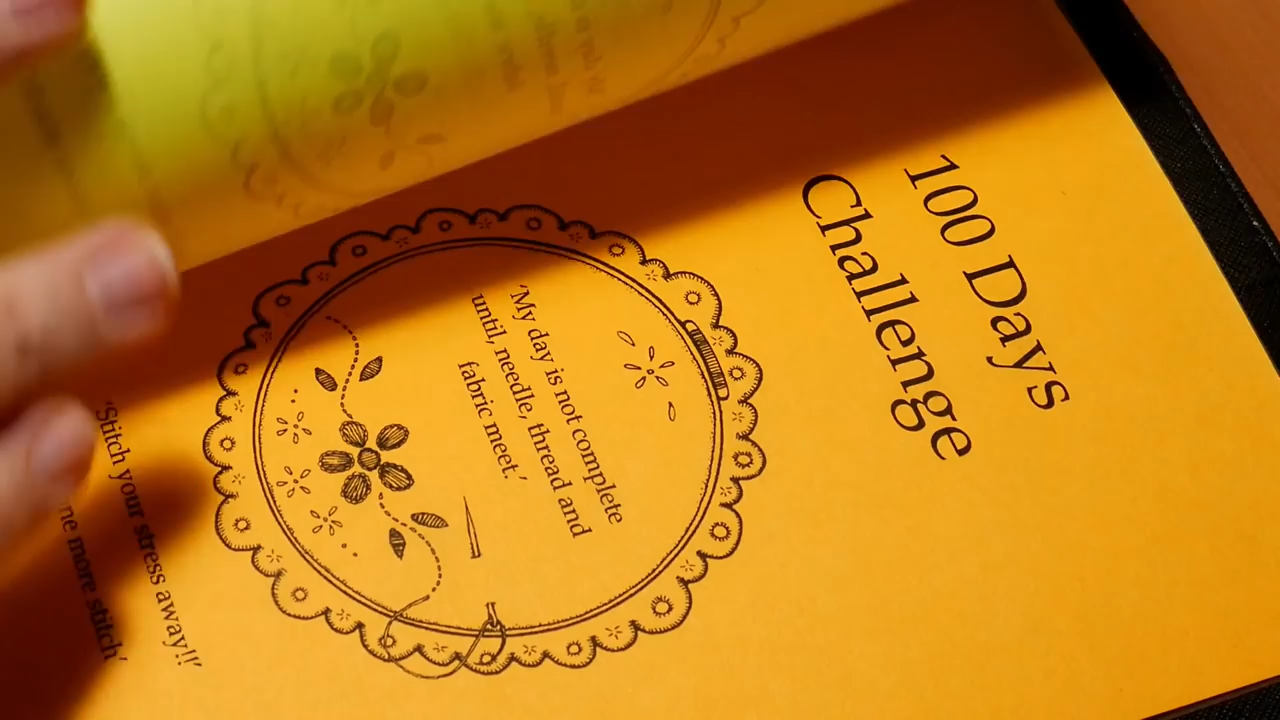 100 Days
Challenge
'My day is not complete
until, needle, thread and
fabric meet.'
'Stitch your stress away!!'
more stitch'